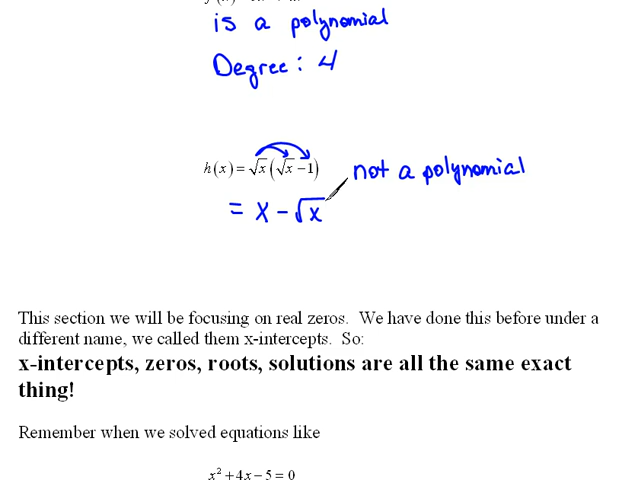 is a polynomial
Degree: 4
h(x) = √x(√x − 1)
not a polynomial
= x − √x
This section we will be focusing on real zeros. We have done this before under a
different name, we called them x-intercepts. So:
x-intercepts, zeros, roots, solutions are all the same exact
thing!
Remember when we solved equations like
x² + 4x − 5 = 0